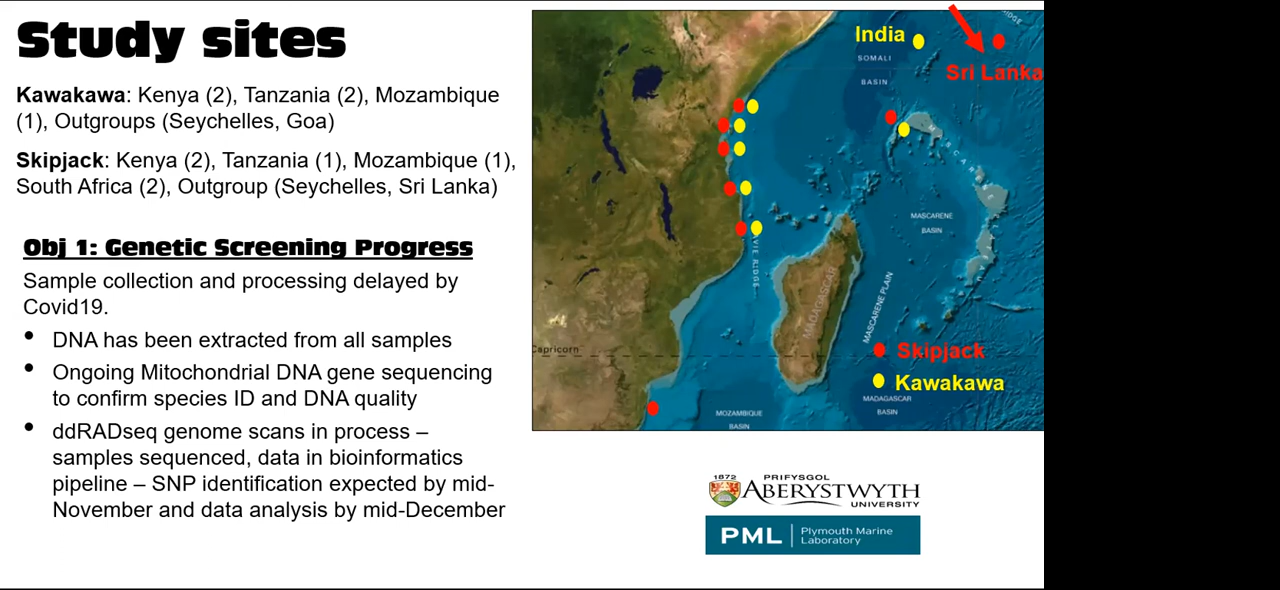 Study sites
Kawakawa: Kenya (2), Tanzania (2), Mozambique
(1), Outgroups (Seychelles, Goa)
Skipjack: Kenya (2), Tanzania (1), Mozambique (1),
South Africa (2), Outgroup (Seychelles, Sri Lanka)
Obj 1: Genetic Screening Progress
Sample collection and processing delayed by
Covid19.
• DNA has been extracted from all samples
• Ongoing Mitochondrial DNA gene sequencing
to confirm species ID and DNA quality
• ddRADseq genome scans in process –
samples sequenced, data in bioinformatics
pipeline – SNP identification expected by mid-
November and data analysis by mid-December
India
Sri Lanka
SOMALI
BASIN
MASCARENE
BASIN
MADAGASCAR
MASCARENE PLAIN
Capricorn
Skipjack
Kawakawa
MADAGASCAR
BASIN
MOZAMBIQUE
BASIN
1872
PRIFYSGOL
ABERYSTWYTH
UNIVERSITY
PML
Plymouth Marine
Laboratory